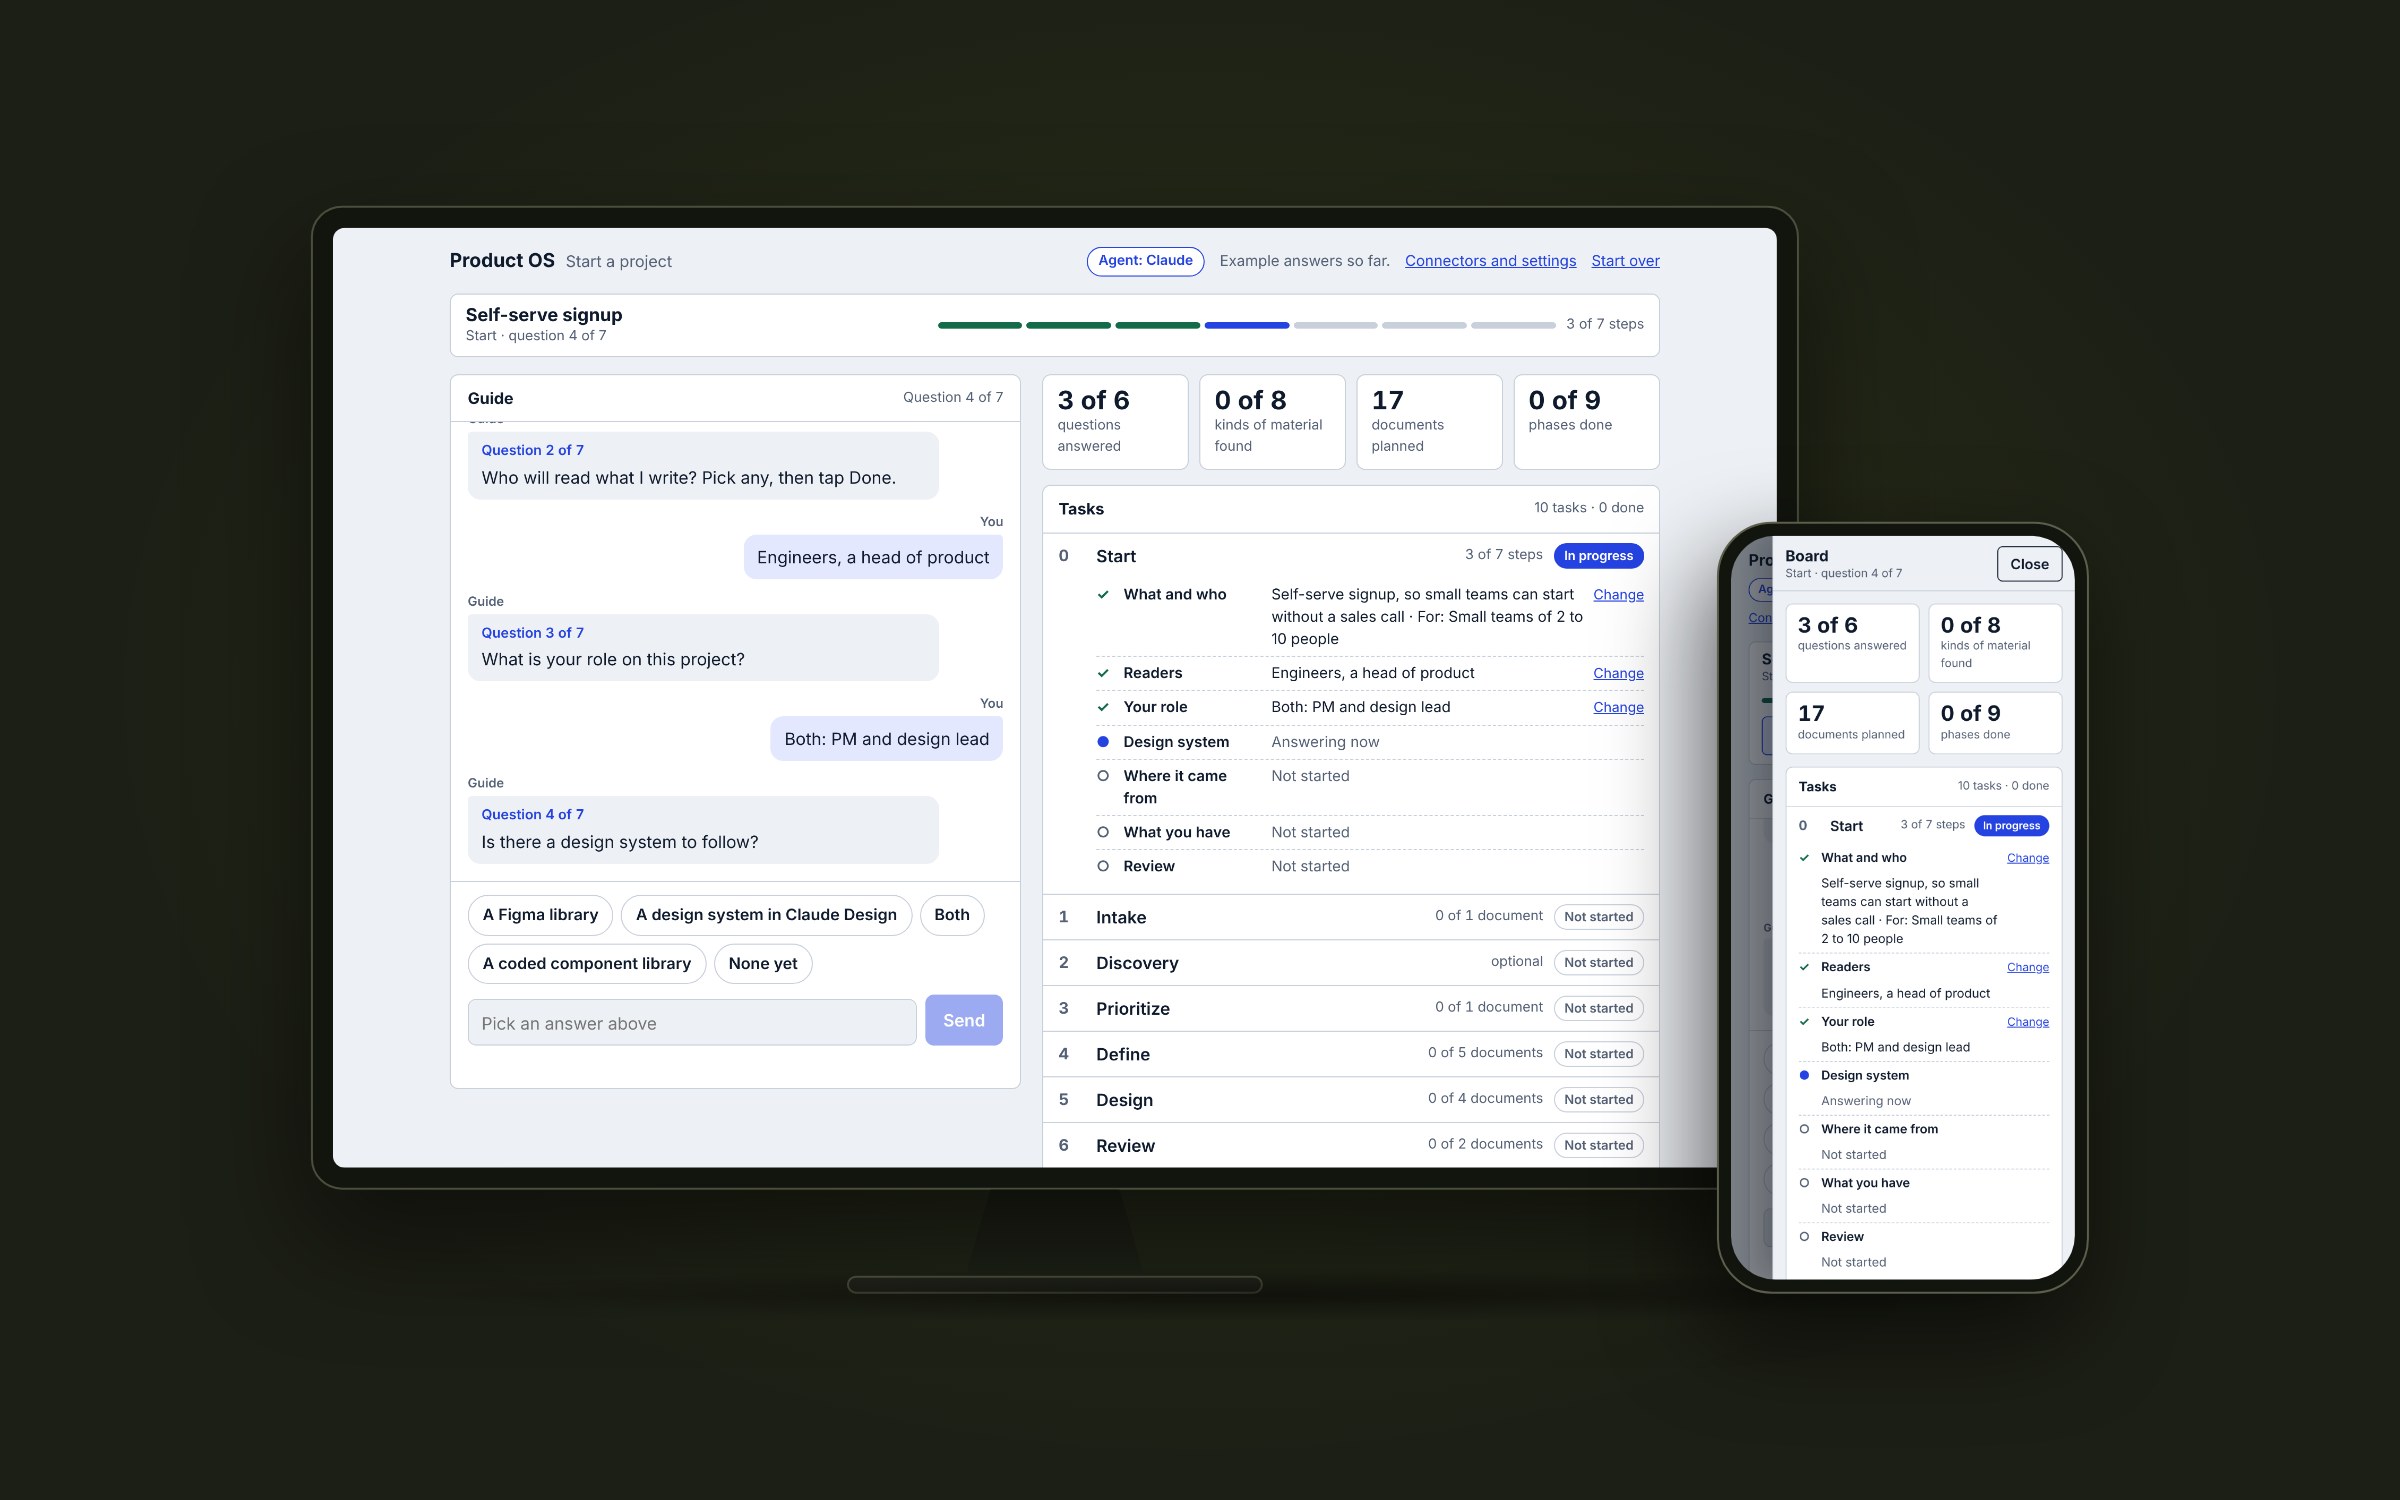 Product OS Start a project
Agent: Claude Example answers so far. Connectors and settings Start over
Self-serve signup
Start · question 4 of 7
3 of 7 steps
Guide Question 4 of 7
Question 2 of 7
Who will read what I write? Pick any, then tap Done.
You
Engineers, a head of product
Guide
Question 3 of 7
What is your role on this project?
You
Both: PM and design lead
Guide
Question 4 of 7
Is there a design system to follow?
A Figma library A design system in Claude Design Both
A coded component library None yet
Pick an answer above Send
3 of 6
questions
answered
0 of 8
kinds of material
found
17
documents
planned
0 of 9
phases done
Tasks 10 tasks · 0 done
0 Start 3 of 7 steps In progress
What and who Self-serve signup, so small teams can start Change
without a sales call · For: Small teams of 2 to
10 people
Readers Engineers, a head of product Change
Your role Both: PM and design lead Change
Design system Answering now
Where it came Not started
from
What you have Not started
Review Not started
1 Intake 0 of 1 document Not started
2 Discovery optional Not started
3 Prioritize 0 of 1 document Not started
4 Define 0 of 5 documents Not started
5 Design 0 of 4 documents Not started
6 Review 0 of 2 documents Not started
Board
Start · question 4 of 7
Close
3 of 6
questions answered
0 of 8
kinds of material
found
17
documents planned
0 of 9
phases done
Tasks 10 tasks · 0 done
0 Start 3 of 7 steps In progress
What and who Change
Self-serve signup, so small
teams can start without a
sales call · For: Small teams of
2 to 10 people
Readers Change
Engineers, a head of product
Your role Change
Both: PM and design lead
Design system
Answering now
Where it came from
Not started
What you have
Not started
Review
Not started